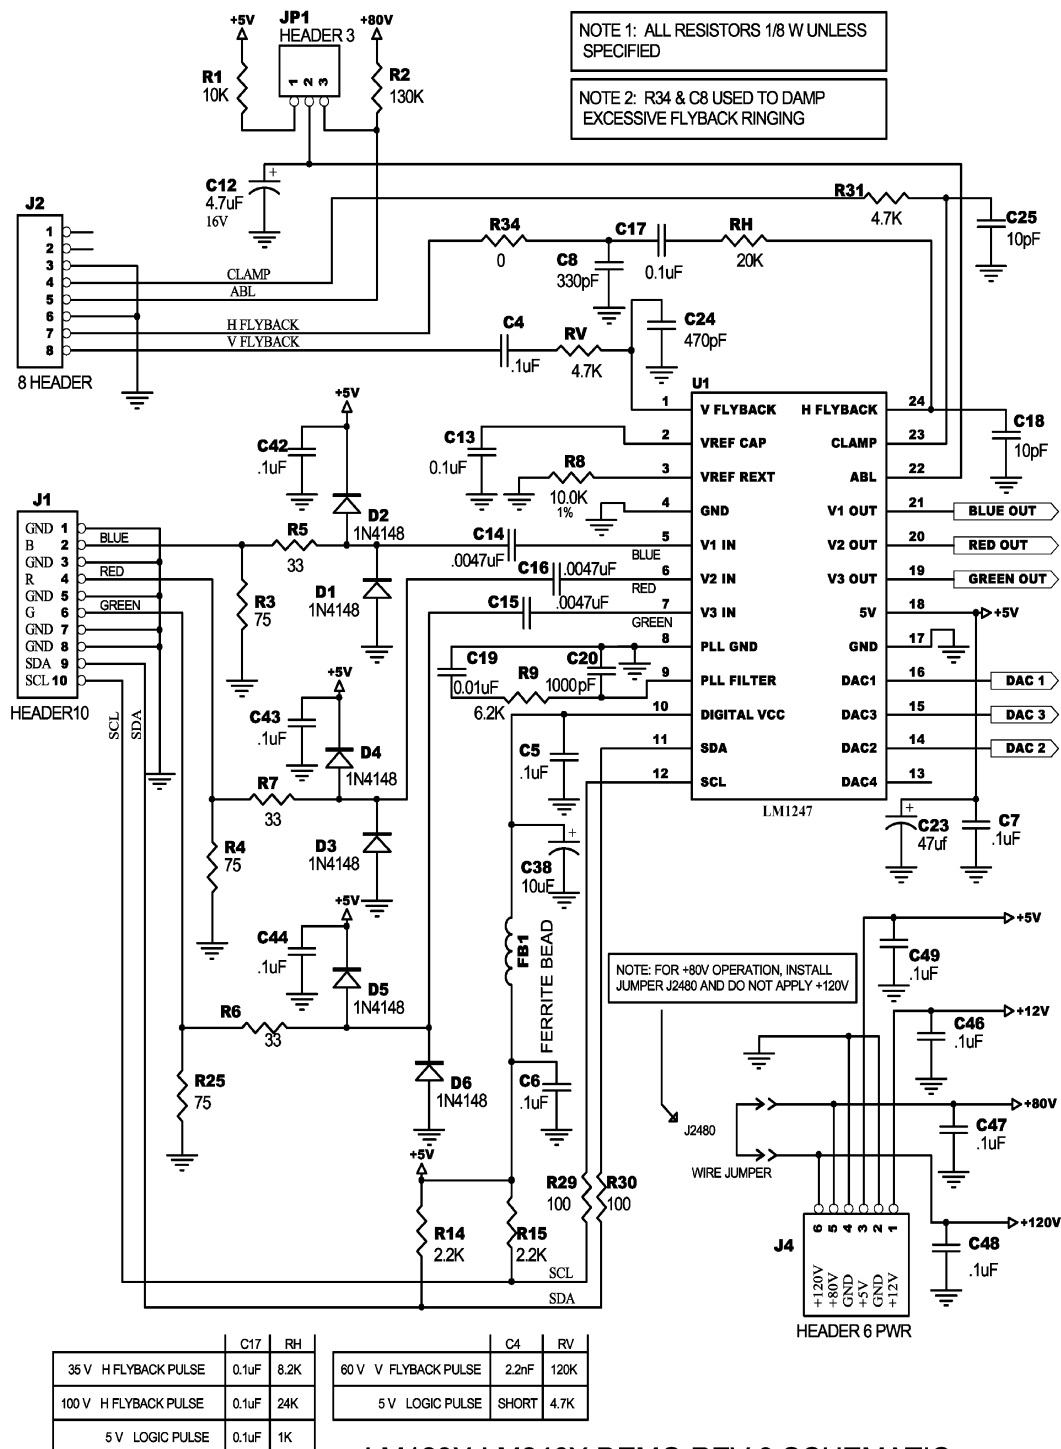 +5V
JP1
HEADER 3
+80V
R1
10K
1 2 3
R2
130K
NOTE 1: ALL RESISTORS 1/8 W UNLESS
SPECIFIED
NOTE 2: R34 & C8 USED TO DAMP
EXCESSIVE FLYBACK RINGING
C12
4.7uF
16V
+
R31
4.7K
C25
10pF
J2
1
2
3
4
5
6
7
8
8 HEADER
CLAMP
ABL
H FLYBACK
V FLYBACK
R34
0
C8
330pF
C17
0.1uF
RH
20K
C4
.1uF
RV
4.7K
C24
470pF
U1
1 V FLYBACK H FLYBACK 24
2 VREF CAP CLAMP 23
3 VREF REXT ABL 22
4 GND V1 OUT 21
5 V1 IN V2 OUT 20
6 V2 IN V3 OUT 19
7 V3 IN 5V 18
8 PLL GND GND 17
9 PLL FILTER DAC1 16
10 DIGITAL VCC DAC3 15
11 SDA DAC2 14
12 SCL DAC4 13
LM1247
C18
10pF
BLUE OUT
RED OUT
GREEN OUT
+5V
DAC 1
DAC 3
DAC 2
C13
0.1uF
R8
10.0K
1%
+5V
C42
.1uF
D2
1N4148
J1
GND 1
B 2
GND 3
R 4
GND 5
G 6
GND 7
GND 8
SDA 9
SCL 10
HEADER10
BLUE
RED
GREEN
SCL
SDA
R5
33
R3
75
D1
1N4148
C14
.0047uF
BLUE
C16
.0047uF
RED
C15
.0047uF
GREEN
C19
0.01uF
R9
6.2K
C20
1000pF
+5V
C43
.1uF
D4
1N4148
R7
33
R4
75
D3
1N4148
C5
.1uF
C38
10uF
+
C23
47uf
+
C7
.1uF
+5V
C44
.1uF
D5
1N4148
R6
33
R25
75
D6
1N4148
FB1
FERRITE BEAD
C6
.1uF
+5V
R14
2.2K
R15
2.2K
R29
100
R30
100
SCL
SDA
NOTE: FOR +80V OPERATION, INSTALL
JUMPER J2480 AND DO NOT APPLY +120V
J2480
WIRE JUMPER
+5V
C49
.1uF
+12V
C46
.1uF
+80V
C47
.1uF
+120V
C48
.1uF
J4
6 5 4 3 2 1
+120V
+80V
GND
+5V
GND
+12V
HEADER 6 PWR
C17 RH
35 V H FLYBACK PULSE 0.1uF 8.2K
100 V H FLYBACK PULSE 0.1uF 24K
5 V LOGIC PULSE 0.1uF 1K
C4 RV
60 V V FLYBACK PULSE 2.2nF 120K
5 V LOGIC PULSE SHORT 4.7K